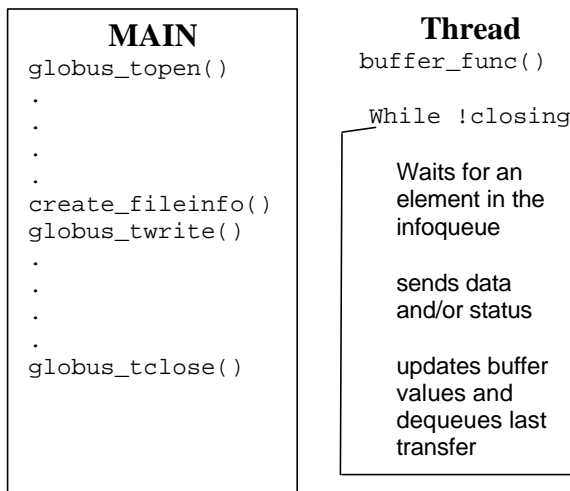 MAIN
globus_topen()
.
.
.
.
create_fileinfo()
globus_twrite()
.
.
.
.
globus_tclose()
Thread
buffer_func()
While !closing
Waits for an
element in the
infoqueue
sends data
and/or status
updates buffer
values and
dequeues last
transfer